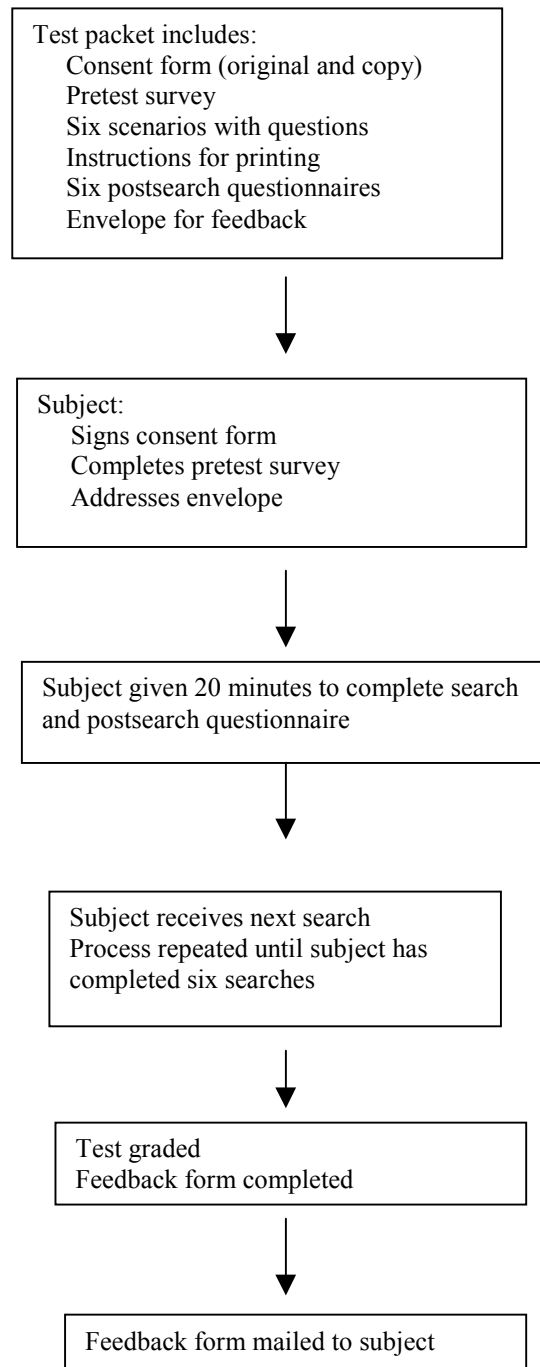 Test packet includes:
Consent form (original and copy)
Pretest survey
Six scenarios with questions
Instructions for printing
Six postsearch questionnaires
Envelope for feedback
Subject:
Signs consent form
Completes pretest survey
Addresses envelope
Subject given 20 minutes to complete search
and postsearch questionnaire
Subject receives next search
Process repeated until subject has
completed six searches
Test graded
Feedback form completed
Feedback form mailed to subject